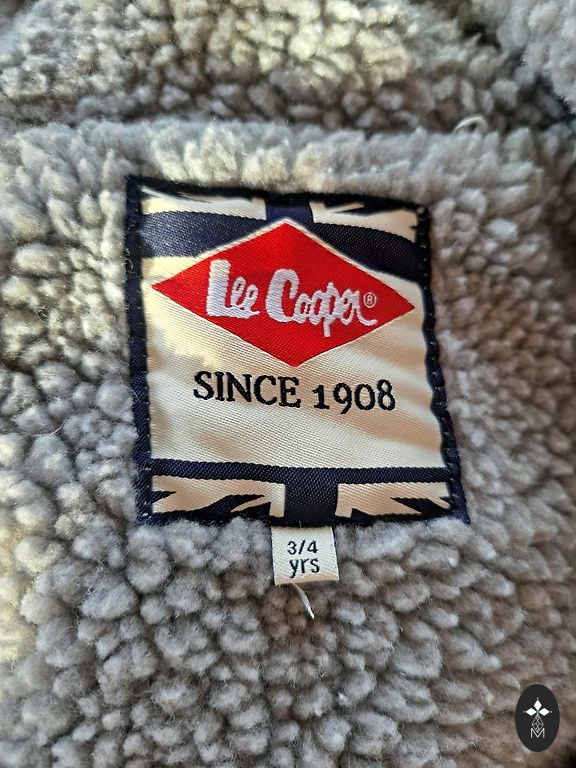 Lee Cooper®
SINCE 1908
3/4
yrs